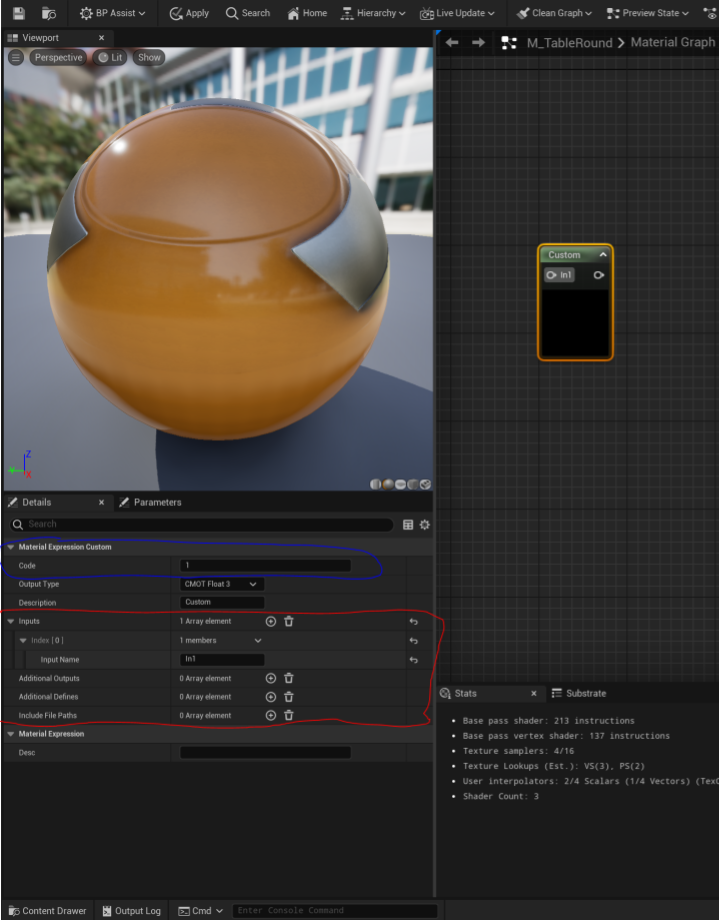 BP Assist Apply Search Home Hierarchy Live Update Clean Graph Preview State
Viewport
Perspective Lit Show
M_TableRound > Material Graph
Custom
In1
Z
X
Details
Parameters
Search
Material Expression Custom
Code 1
Output Type CMOT Float 3
Description Custom
Inputs 1 Array element
Index [ 0 ] 1 members
Input Name In1
Additional Outputs 0 Array element
Additional Defines 0 Array element
Include File Paths 0 Array element
Material Expression
Desc
Stats
Substrate
Base pass shader: 213 instructions
Base pass vertex shader: 137 instructions
Texture samplers: 4/16
Texture Lookups (Est.): VS(3), PS(2)
User interpolators: 2/4 Scalars (1/4 Vectors) (TexC
Shader Count: 3
Content Drawer Output Log Cmd Enter Console Command